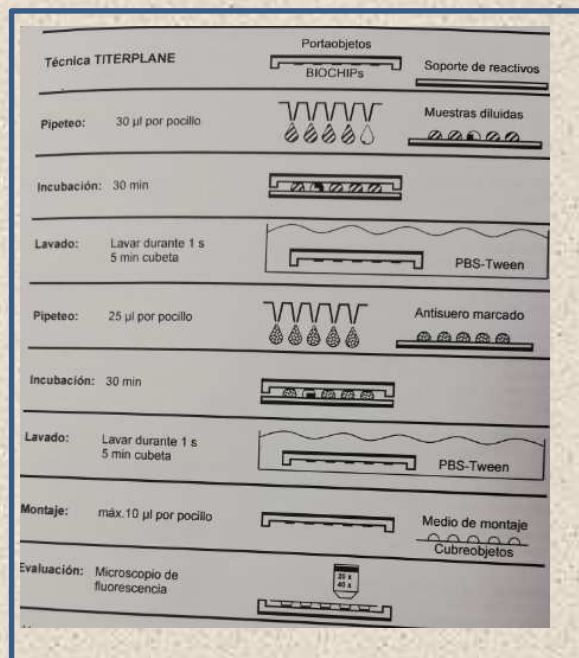 Técnica TITERPLANE
Portaobjetos
BIOCHIPs
Soporte de reactivos
Pipeteo: 30 µl por pocillo
Muestras diluidas
Incubación: 30 min
Lavado: Lavar durante 1 s
5 min cubeta
PBS-Tween
Pipeteo: 25 µl por pocillo
Antisuero marcado
Incubación: 30 min
Lavado: Lavar durante 1 s
5 min cubeta
PBS-Tween
Montaje: máx.10 µl por pocillo
Medio de montaje
Cubreobjetos
Evaluación: Microscopio de
fluorescencia
20 x
40 x